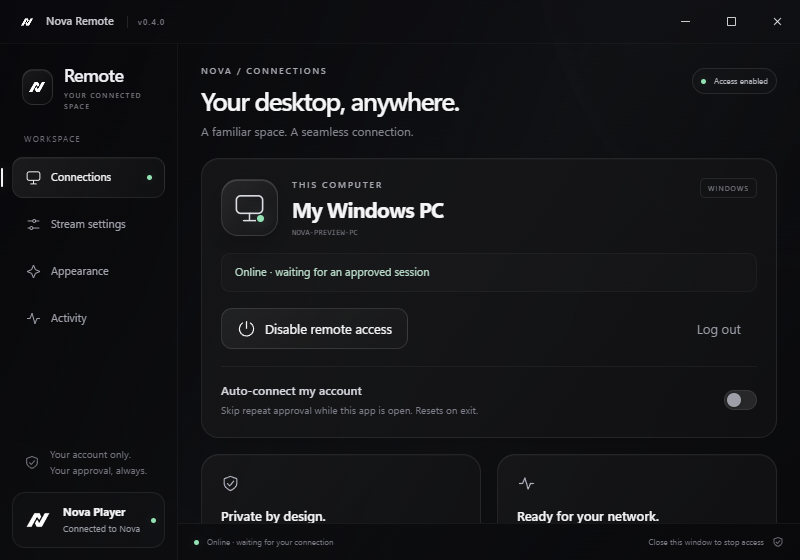 Nova Remote
v0.4.0
Remote
YOUR CONNECTED
SPACE
WORKSPACE
Connections
Stream settings
Appearance
Activity
Your account only.
Your approval, always.
Nova Player
Connected to Nova
NOVA / CONNECTIONS
Your desktop, anywhere.
A familiar space. A seamless connection.
Access enabled
THIS COMPUTER
My Windows PC
NOVA-PREVIEW-PC
WINDOWS
Online · waiting for an approved session
Disable remote access
Log out
Auto-connect my account
Skip repeat approval while this app is open. Resets on exit.
Private by design.
Ready for your network.
Online · waiting for your connection
Close this window to stop access